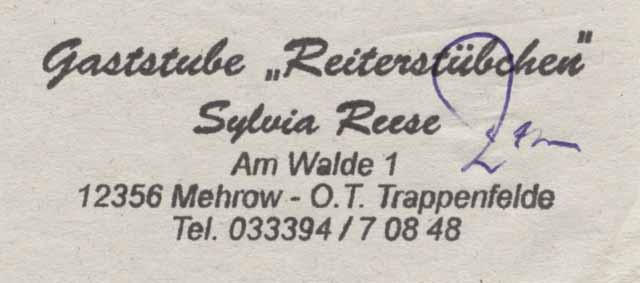 Gaststube „Reiterstübchen"
Sylvia Reese
Am Walde 1
12356 Mehrow - O.T. Trappenfelde
Tel. 033394 / 7 08 48